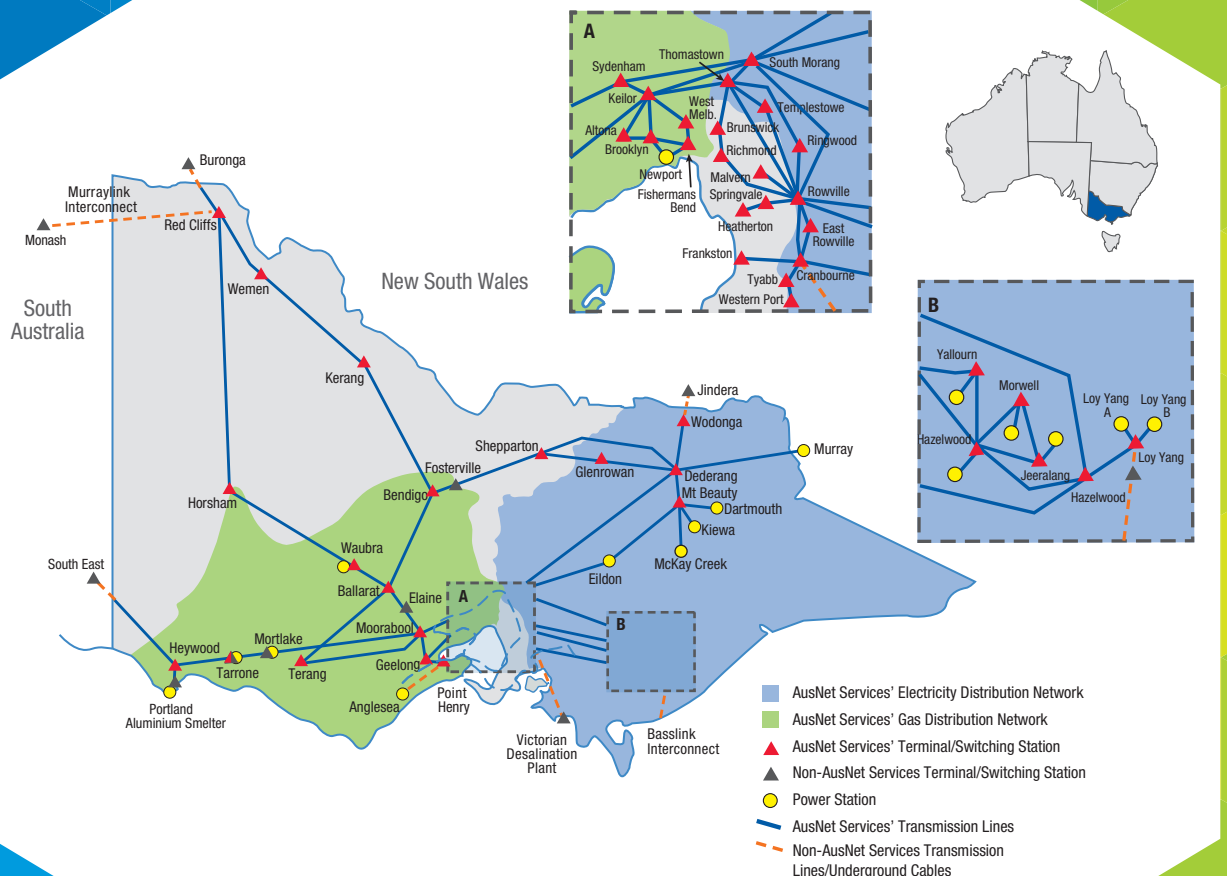 A
Thomastown
South Morang
Sydenham
Keilor
West
Melb.
Templestowe
Altona
Brunswick
Ringwood
Brooklyn
Richmond
Newport
Malvern
Fishermans
Bend
Springvale
Rowville
Heatherton
East
Rowville
Frankston
Cranbourne
Tyabb
Western Port
Buronga
Murraylink
Interconnect
Monash
Red Cliffs
Wemen
New South Wales
South
Australia
Kerang
B
Yallourn
Morwell
Loy Yang
A
Loy Yang
B
Hazelwood
Loy Yang
Jeeralang
Hazelwood
Jindera
Wodonga
Shepparton
Murray
Fosterville
Glenrowan
Dederang
Bendigo
Mt Beauty
Horsham
Dartmouth
Kiewa
Waubra
McKay Creek
South East
Eildon
Ballarat
Elaine
A
B
Moorabool
Heywood
Mortlake
Tarrone
Terang
Geelong
Portland
Aluminium Smelter
Anglesea
Point
Henry
Victorian
Desalination
Plant
Basslink
Interconnect
AusNet Services' Electricity Distribution Network
AusNet Services' Gas Distribution Network
AusNet Services' Terminal/Switching Station
Non-AusNet Services Terminal/Switching Station
Power Station
AusNet Services' Transmission Lines
Non-AusNet Services Transmission
Lines/Underground Cables